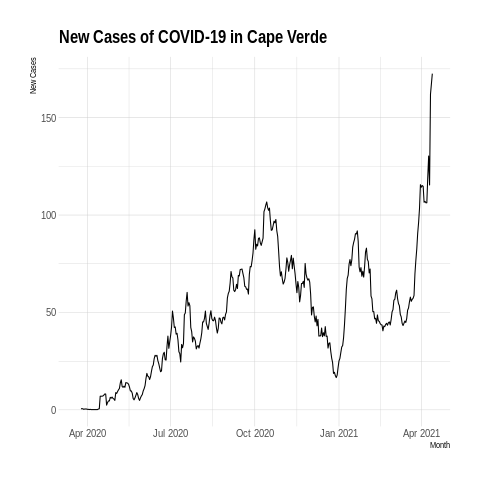 New Cases of COVID-19 in Cape Verde
New Cases
150
100
50
0
Apr 2020 Jul 2020 Oct 2020 Jan 2021 Apr 2021
Month